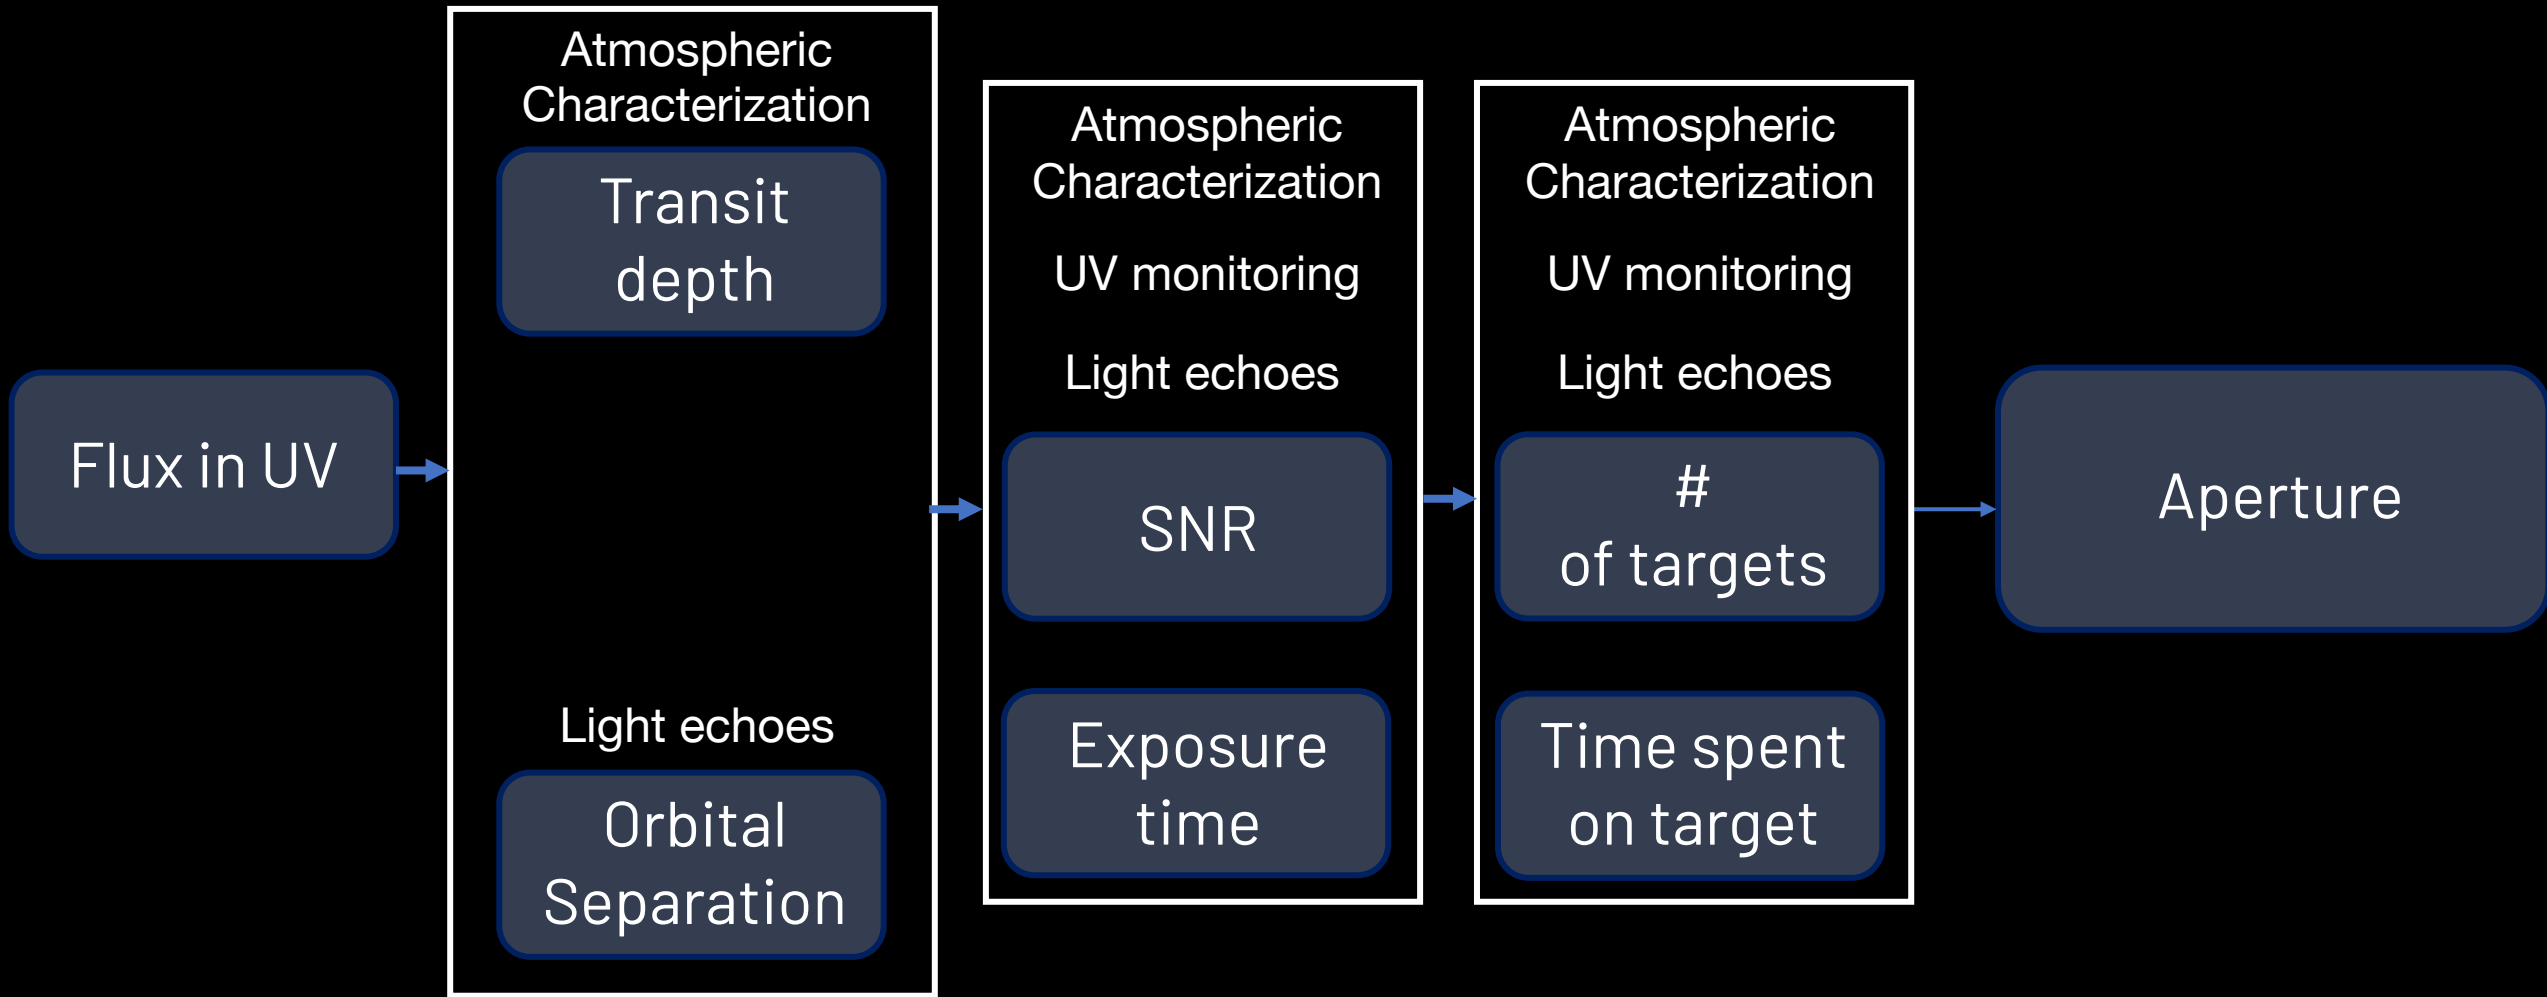 Flux in UV
Atmospheric
Characterization
Transit
depth
Light echoes
Orbital
Separation
Atmospheric
Characterization
UV monitoring
Light echoes
SNR
Exposure
time
Atmospheric
Characterization
UV monitoring
Light echoes
#
of targets
Time spent
on target
Aperture